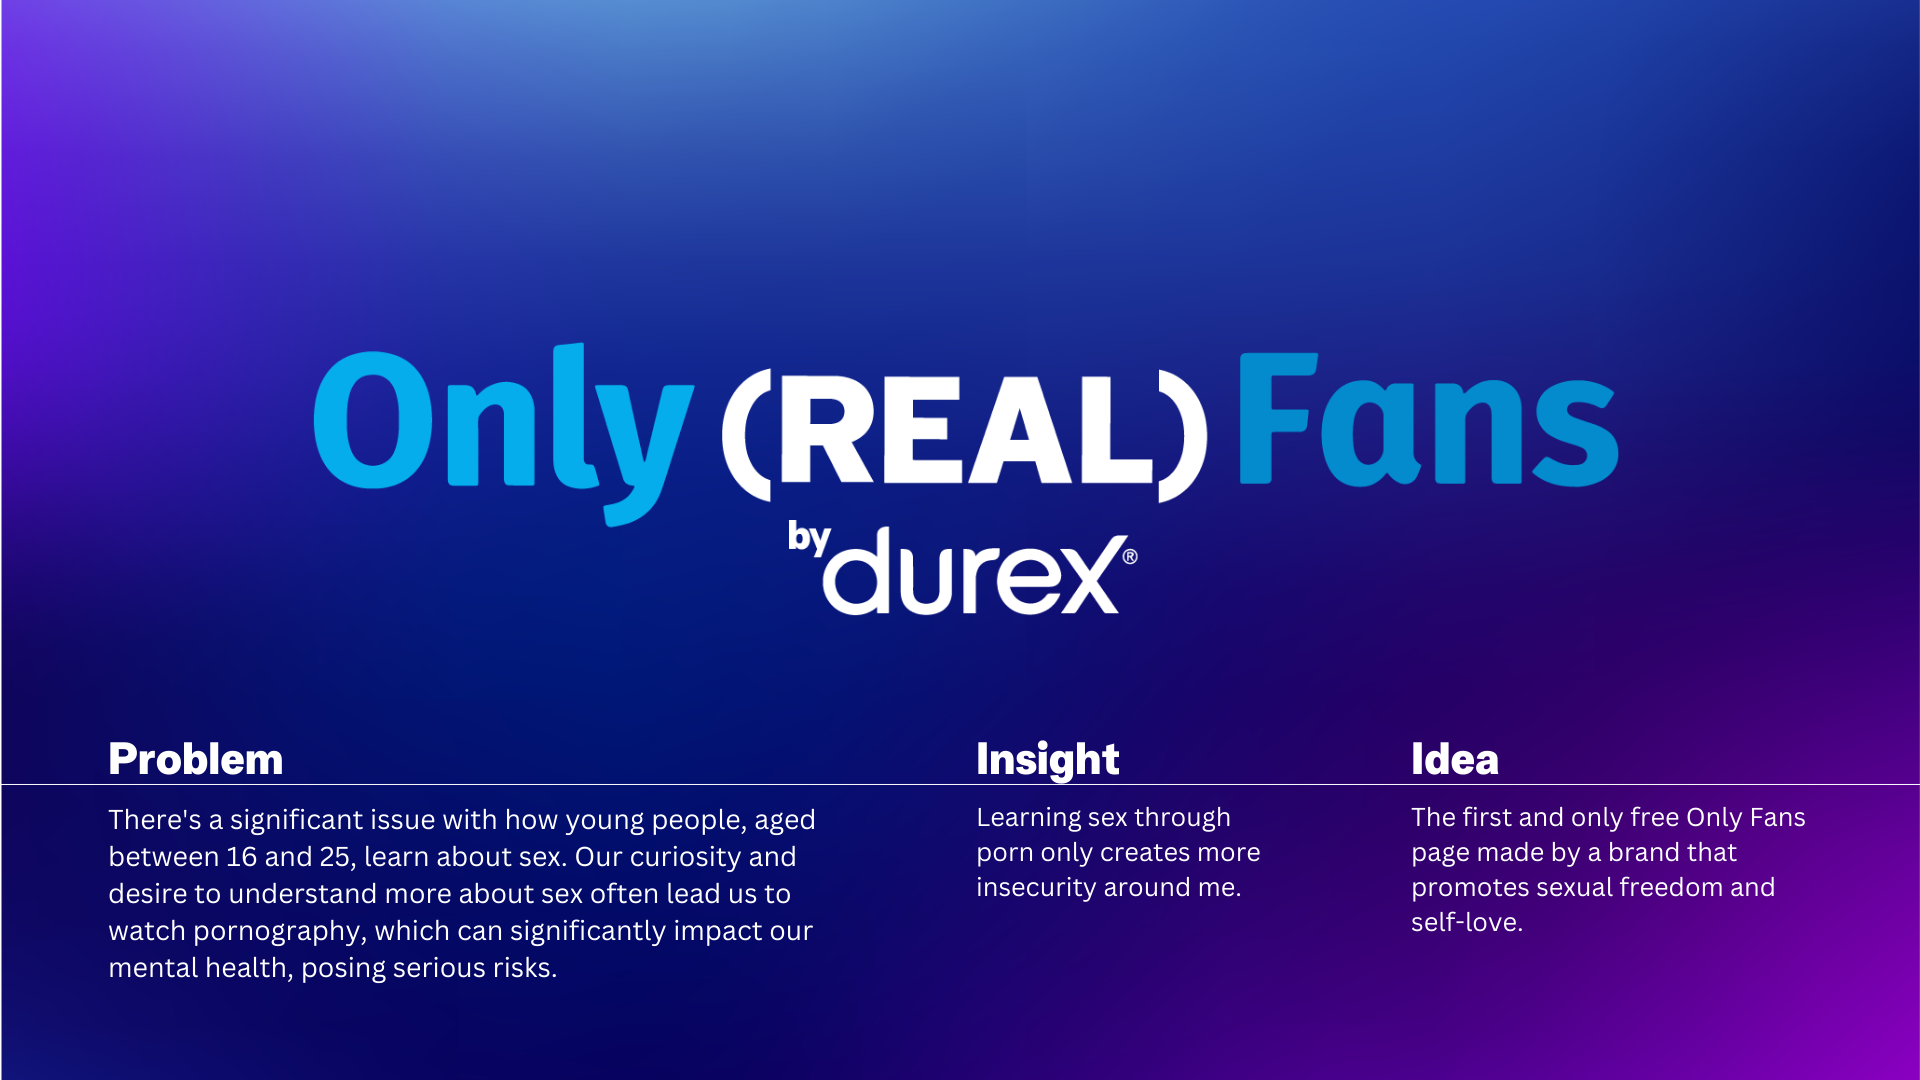 Only (REAL) Fans
by durex®
Problem
There's a significant issue with how young people, aged
between 16 and 25, learn about sex. Our curiosity and
desire to understand more about sex often lead us to
watch pornography, which can significantly impact our
mental health, posing serious risks.
Insight
Learning sex through
porn only creates more
insecurity around me.
Idea
The first and only free Only Fans
page made by a brand that
promotes sexual freedom and
self-love.